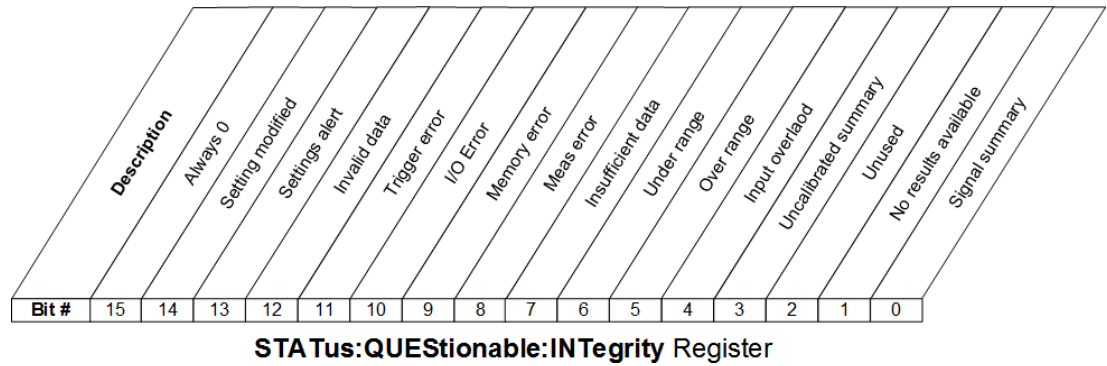 Description
Always 0
Setting modified
Settings alert
Invalid data
Trigger error
I/O Error
Memory error
Meas error
Insufficient data
Under range
Over range
Input overlaod
Uncalibrated summary
Unused
No results available
Signal summary
Bit # 15 14 13 12 11 10 9 8 7 6 5 4 3 2 1 0
STATus:QUEStionable:INTegrity Register